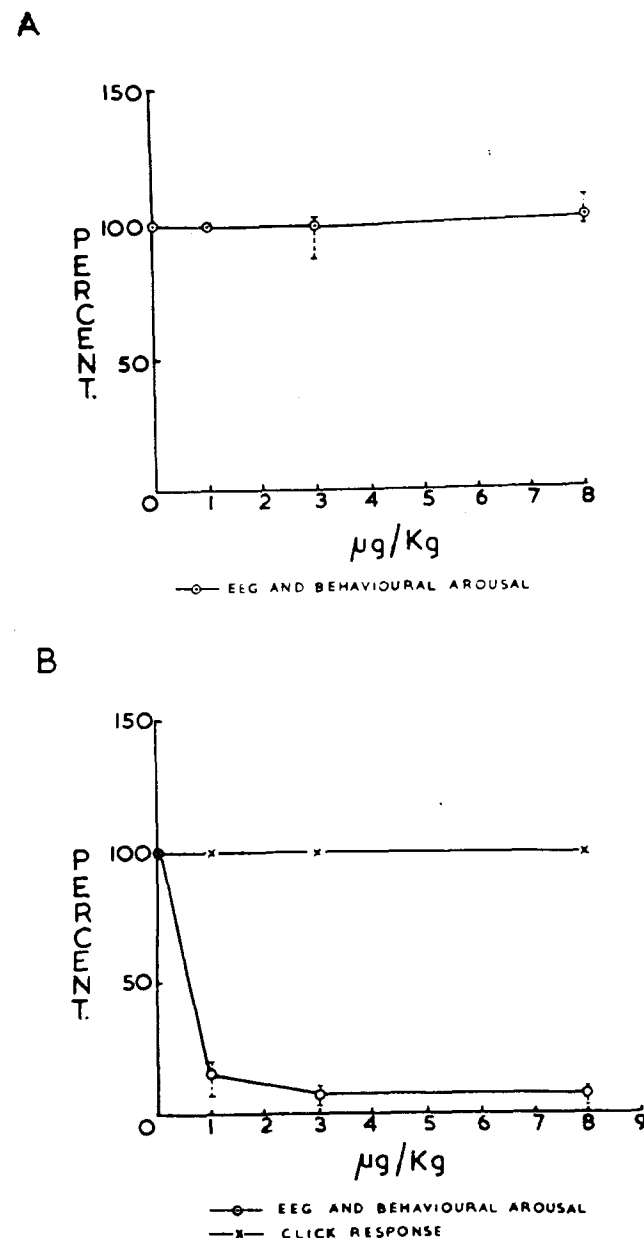 A
150
100
50
PERCENT.
0 1 2 3 4 5 6 7 8
µg/Kg
EEG AND BEHAVIOURAL AROUSAL
B
150
100
50
PERCENT.
0 1 2 3 4 5 6 7 8 9
µg/Kg
EEG AND BEHAVIOURAL AROUSAL
CLICK RESPONSE